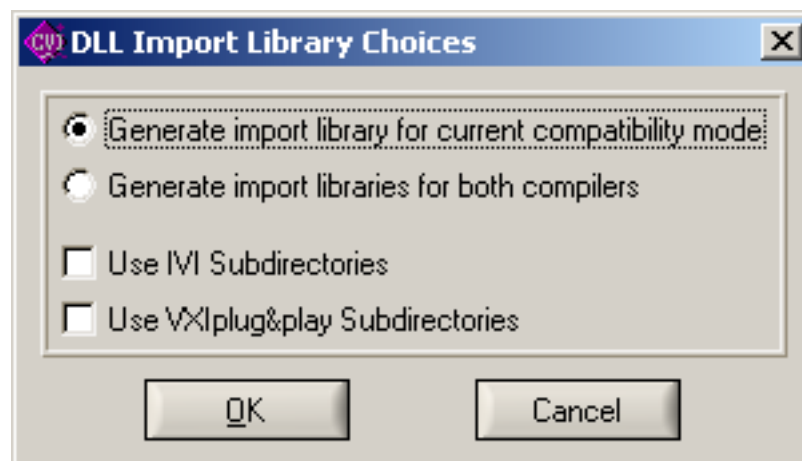 CVI DLL Import Library Choices
Generate import library for current compatibility mode
Generate import libraries for both compilers
Use IVI Subdirectories
Use VXIplug&play Subdirectories
OK
Cancel